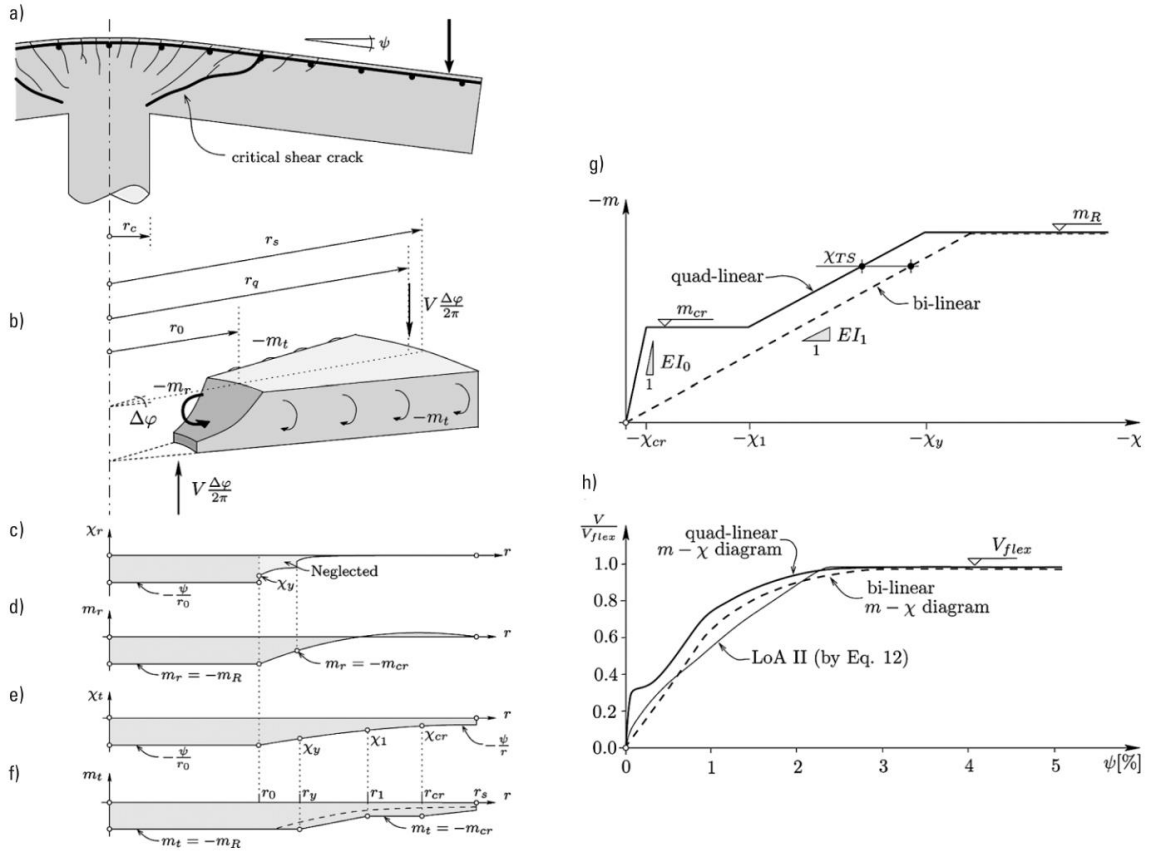 a)
ψ
critical shear crack
r_c
r_s
r_q
b)
r_0
V Δφ/2π
−m_t
−m_r
Δφ
−m_t
V Δφ/2π
c)
χ_r
r
Neglected
χ_y
−ψ/r_0
d)
m_r
r
m_r = −m_R
m_r = −m_cr
e)
χ_t
r
χ_y
χ_1
χ_cr
−ψ/r
−ψ/r_0
f)
m_t
r_0
r_y
r_1
r_cr
r_s
r
m_t = −m_R
m_t = −m_cr
g)
−m
m_R
χ_TS
quad-linear
bi-linear
m_cr
EI_0
1
EI_1
1
−χ_cr
−χ_1
−χ_y
−χ
h)
V/V_flex
quad-linear
m − χ diagram
V_flex
1.0
bi-linear
m − χ diagram
0.8
0.6
LoA II (by Eq. 12)
0.4
0.2
0.0
0
1
2
3
4
5
ψ[%]